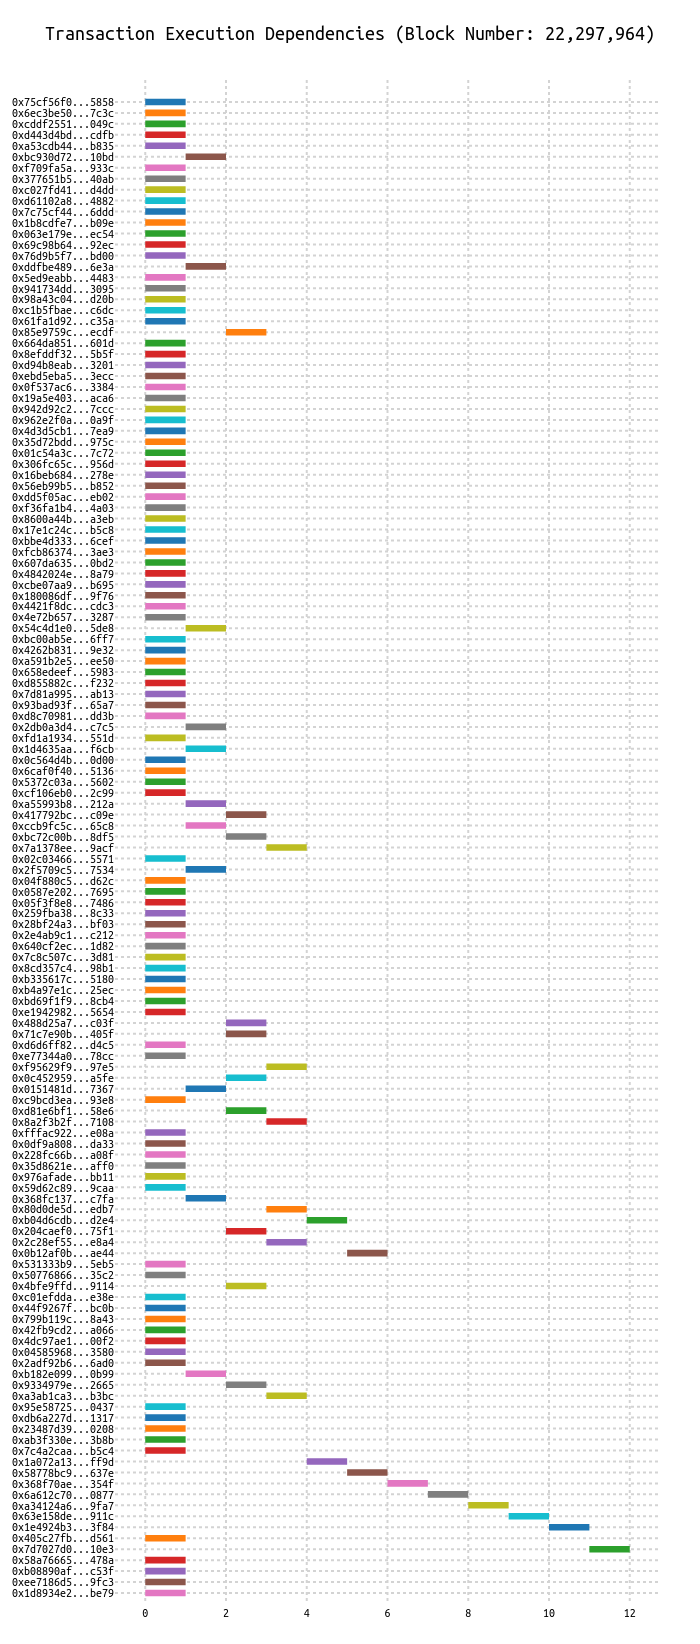 Transaction Execution Dependencies (Block Number: 22,297,964)
0x75cf56f0...5858
0x6ec3be50...7c3c
0xcddf2551...049c
0xd443d4bd...cdfb
0xa53cdb44...b835
0xbc930d72...10bd
0xf709fa5a...933c
0x377651b5...40ab
0xc027fd41...d4dd
0xd61102a8...4882
0x7c75cf44...6ddd
0x1b8cdfe7...b09e
0x063e179e...ec54
0x69c98b64...92ec
0x76d9b5f7...bd00
0xddfbe489...6e3a
0x5ed9eabb...4483
0x941734dd...3095
0x98a43c04...d20b
0xc1b5fbae...c6dc
0x61fa1d92...c35a
0x85e9759c...ecdf
0x664da851...601d
0x8efddf32...5b5f
0xd94b8eab...3201
0xebd5eba5...3ecc
0x0f537ac6...3384
0x19a5e403...aca6
0x942d92c2...7ccc
0x962e2f0a...0a9f
0x4d3d5cb1...7ea9
0x35d72bdd...975c
0x01c54a3c...7c72
0x306fc65c...956d
0x16beb684...278e
0x56eb99b5...b852
0xdd5f05ac...eb02
0xf36fa1b4...4a03
0x8600a44b...a3eb
0x17e1c24c...b5c8
0xbbe4d333...6cef
0xfcb86374...3ae3
0x607da635...0bd2
0x4842024e...8a79
0xcbe07aa9...b695
0x180086df...9f76
0x4421f8dc...cdc3
0x4e72b657...3287
0x54c4d1e0...5de8
0xbc00ab5e...6ff7
0x4262b831...9e32
0xa591b2e5...ee50
0x658edeef...5983
0xd855882c...f232
0x7d81a995...ab13
0x93bad93f...65a7
0xd8c70981...dd3b
0x2db0a3d4...c7c5
0xfd1a1934...551d
0x1d4635aa...f6cb
0x0c564d4b...0d00
0x6caf0f40...5136
0x5372c03a...5602
0xcf106eb0...2c99
0xa55993b8...212a
0x417792bc...c09e
0xccb9fc5c...65c8
0xbc72c00b...8df5
0x7a1378ee...9acf
0x02c03466...5571
0x2f5709c5...7534
0x04f880c5...d62c
0x0587e202...7695
0x05f3f8e8...7486
0x259fba38...8c33
0x28bf24a3...bf03
0x2e4ab9c1...c212
0x640cf2ec...1d82
0x7c8c507c...3d81
0x8cd357c4...98b1
0xb335617c...5180
0xb4a97e1c...25ec
0xbd69f1f9...8cb4
0xe1942982...5654
0x488d25a7...c03f
0x71c7e90b...405f
0xd6d6ff82...d4c5
0xe77344a0...78cc
0xf95629f9...97e5
0x0c452959...a5fe
0x0151481d...7367
0xc9bcd3ea...93e8
0xd81e6bf1...58e6
0x8a2f3b2f...7108
0xfffac922...e08a
0x0df9a808...da33
0x228fc66b...a08f
0x35d8621e...aff0
0x976afade...bb11
0x59d62c89...9caa
0x368fc137...c7fa
0x80d0de5d...edb7
0xb04d6cdb...d2e4
0x204caef0...75f1
0x2c28ef55...e8a4
0x0b12af0b...ae44
0x531333b9...5eb5
0x50776866...35c2
0x4bfe9ffd...9114
0xc01efdda...e38e
0x44f9267f...bc0b
0x799b119c...8a43
0x42fb9cd2...a066
0x4dc97ae1...00f2
0x04585968...3580
0x2adf92b6...6ad0
0xb182e099...0b99
0x9334979e...2665
0xa3ab1ca3...b3bc
0x95e58725...0437
0xdb6a227d...1317
0x23487d39...0208
0xab3f330e...3b8b
0x7c4a2caa...b5c4
0x1a072a13...ff9d
0x58778bc9...637e
0x368f70ae...354f
0x6a612c70...0877
0xa34124a6...9fa7
0x63e158de...911c
0x1e4924b3...3f84
0x405c27fb...d561
0x7d7027d0...10e3
0x58a76665...478a
0xb08890af...c53f
0xee7186d5...9fc3
0x1d8934e2...be79
0 2 4 6 8 10 12